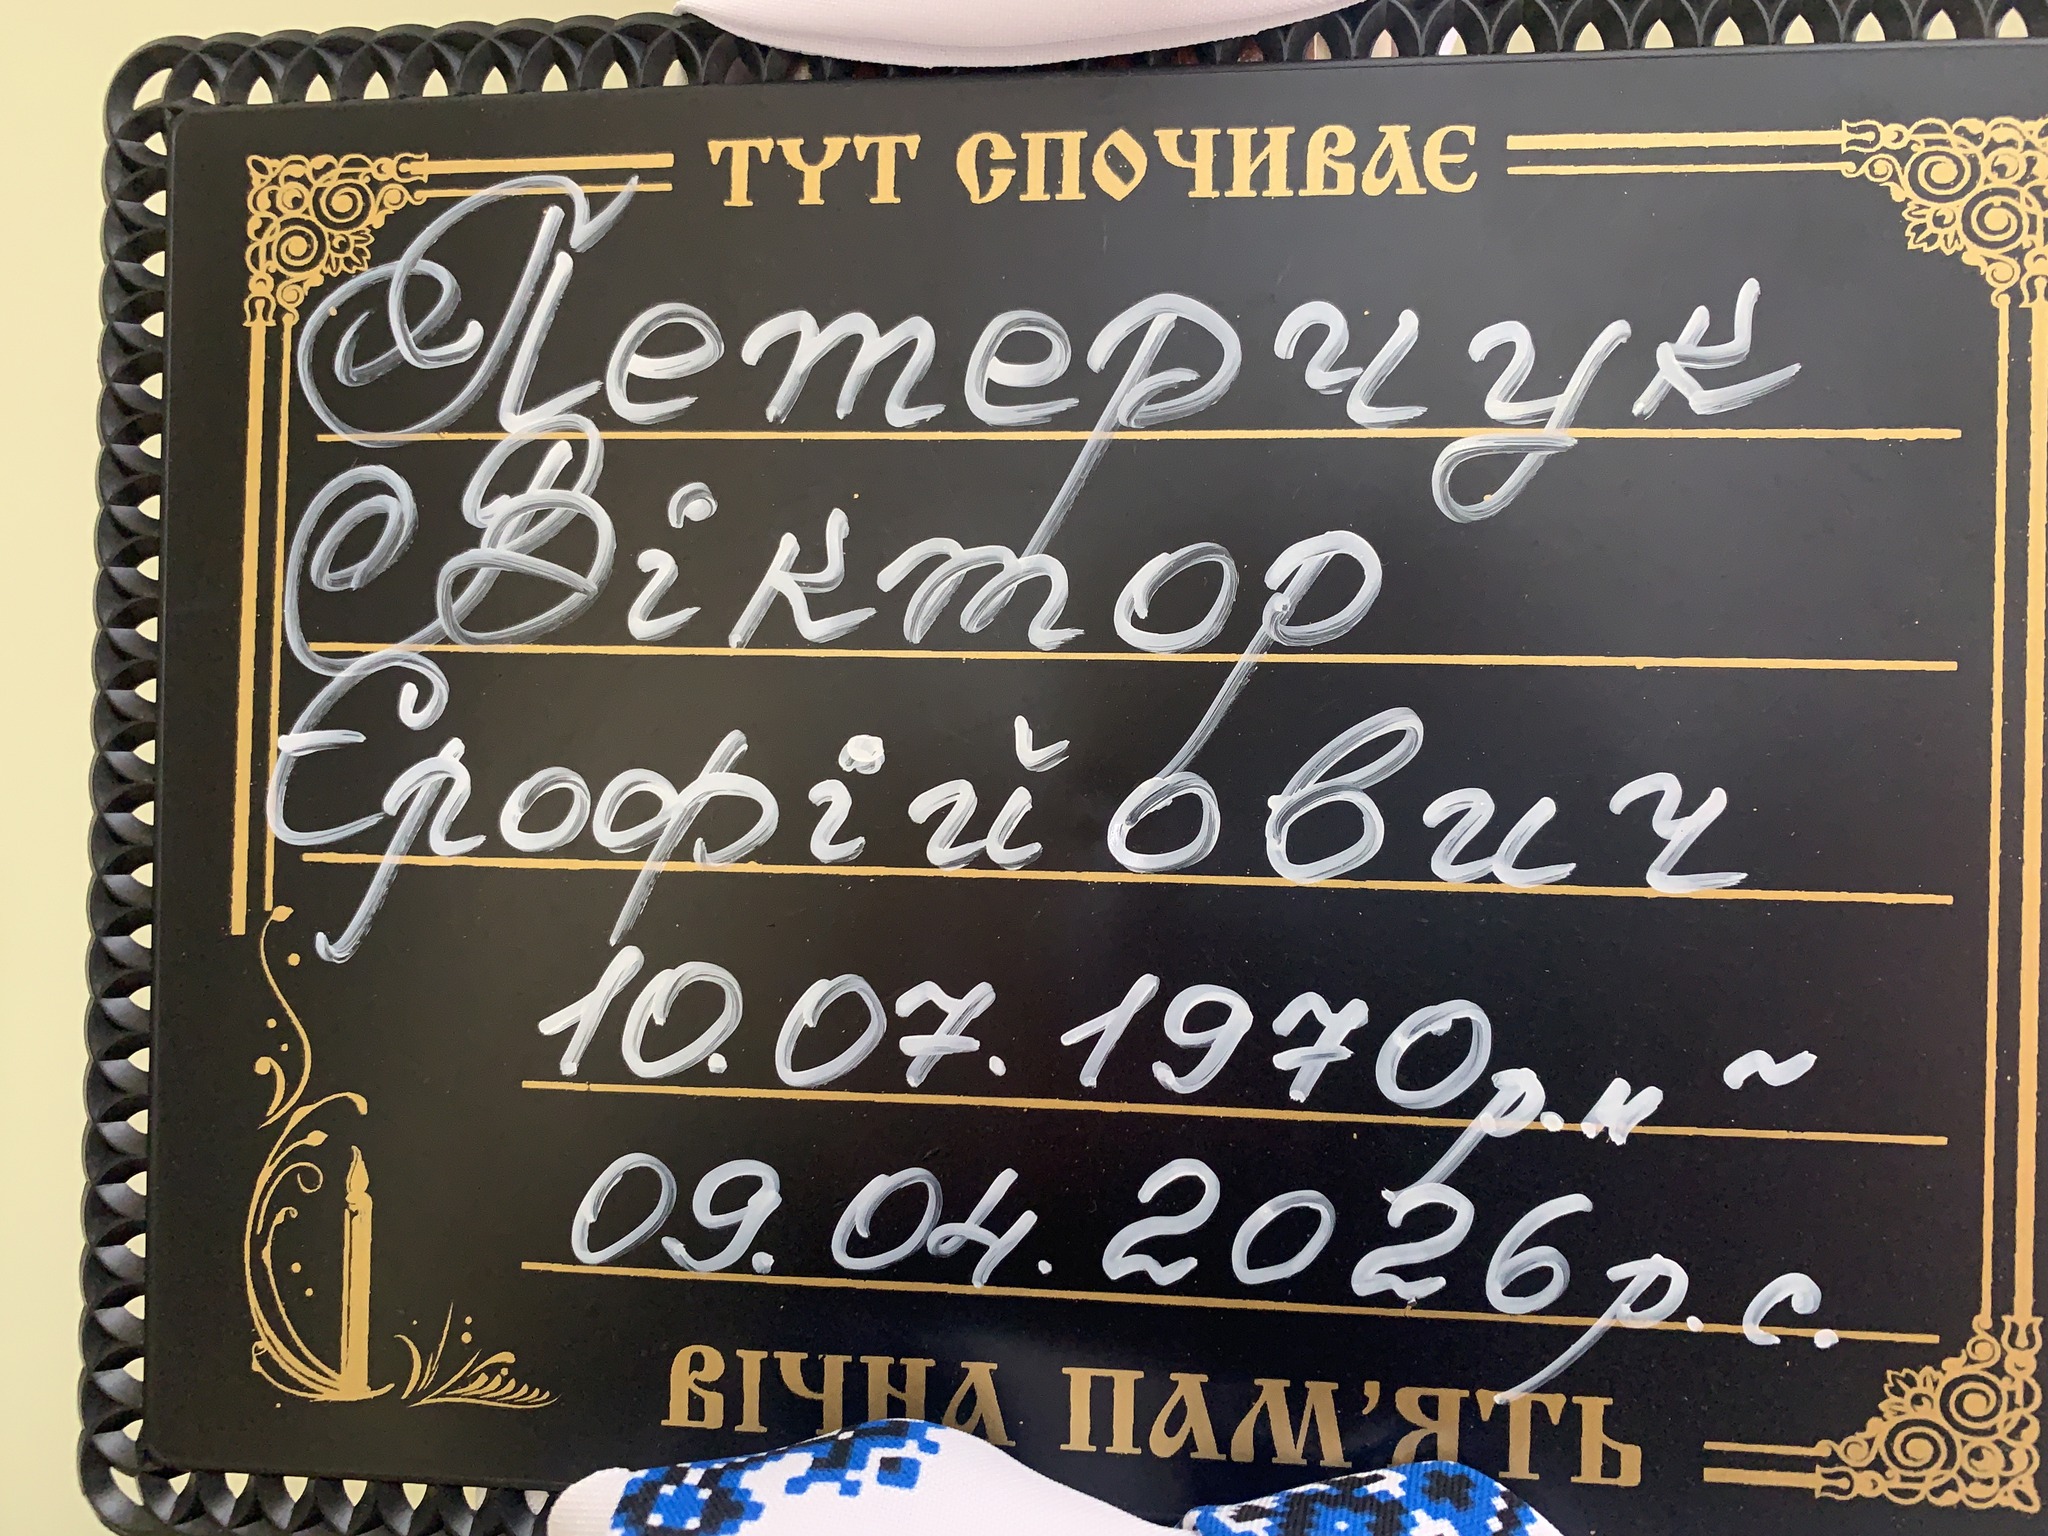 ТУТ СПОЧИВАЄ
Петерчук
Віктор
Єрофійович
10.07.1970р.н ~
09.04.2026р.с.
ВІЧНА ПАМ'ЯТЬ